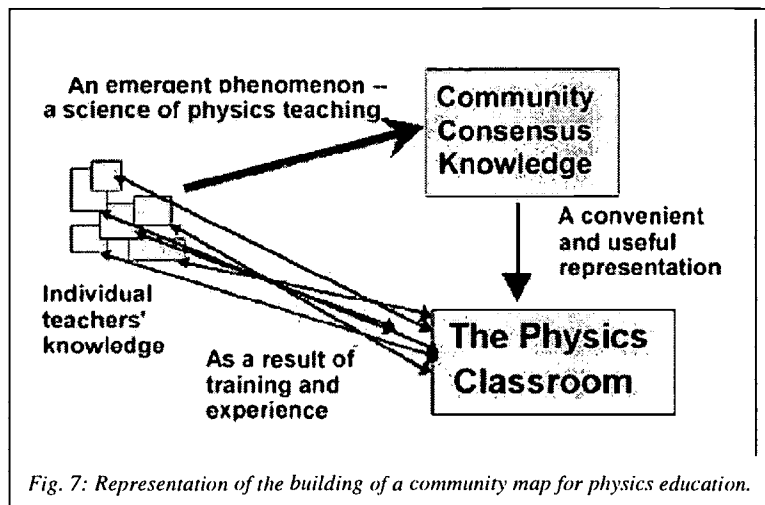 An emergent phenomenon --
a science of physics teaching
Community
Consensus
Knowledge
A convenient
and useful
representation
Individual
teachers'
knowledge
As a result of
training and
experience
The Physics
Classroom
Fig. 7: Representation of the building of a community map for physics education.